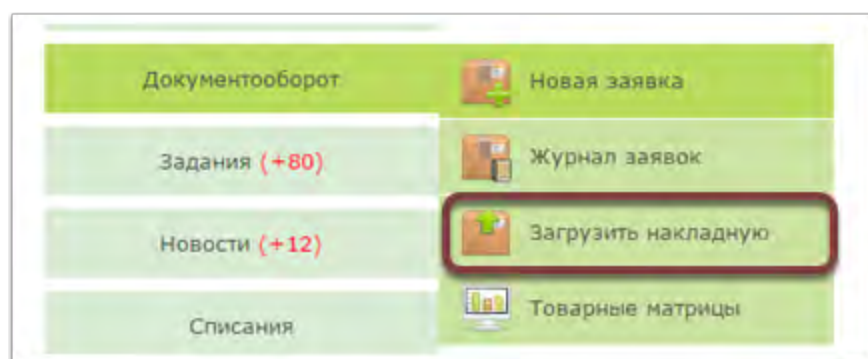 Документооборот
Задания (+80)
Новости (+12)
Списания
Новая заявка
Журнал заявок
Загрузить накладную
Товарные матрицы